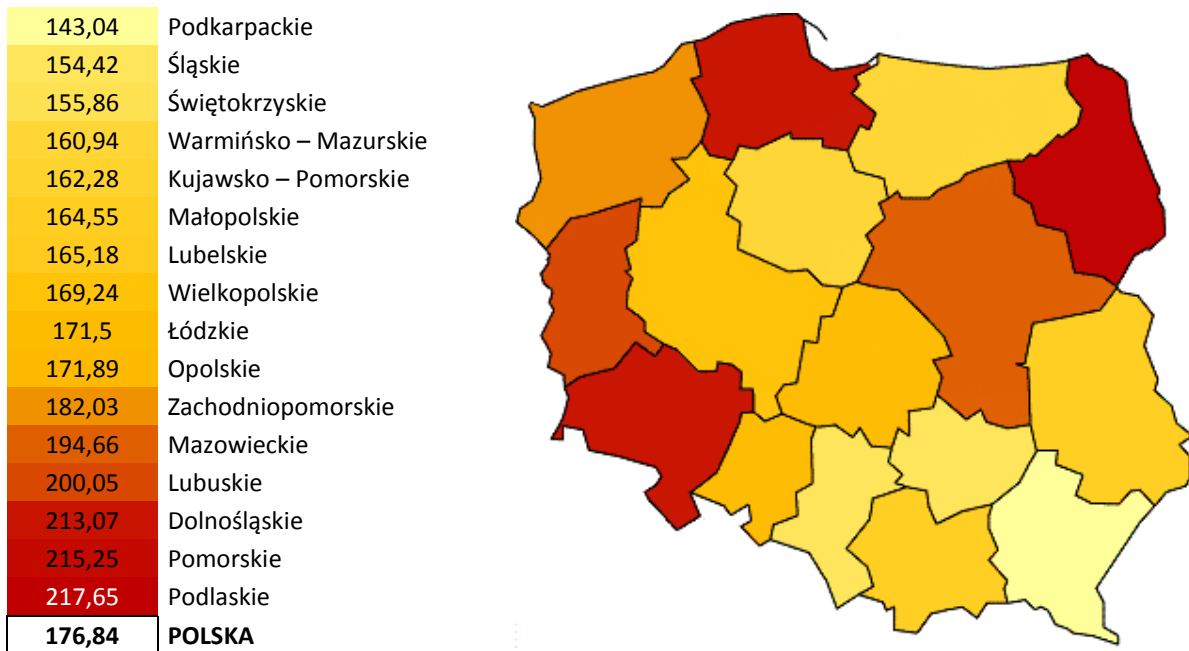 143,04 Podkarpackie
154,42 Śląskie
155,86 Świętokrzyskie
160,94 Warmińsko – Mazurskie
162,28 Kujawsko – Pomorskie
164,55 Małopolskie
165,18 Lubelskie
169,24 Wielkopolskie
171,5 Łódzkie
171,89 Opolskie
182,03 Zachodniopomorskie
194,66 Mazowieckie
200,05 Lubuskie
213,07 Dolnośląskie
215,25 Pomorskie
217,65 Podlaskie
176,84 POLSKA